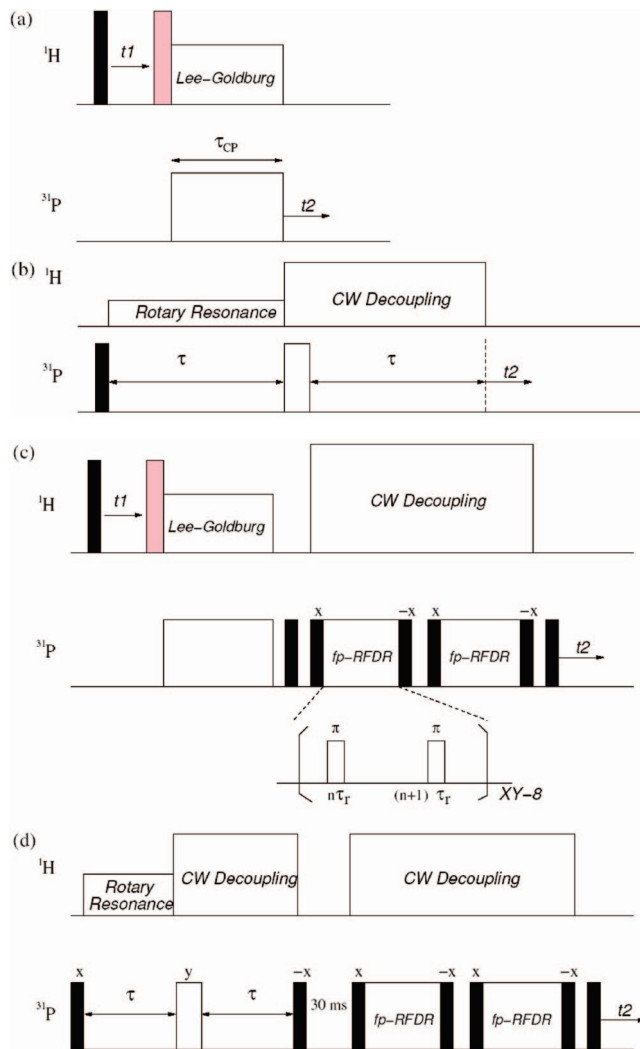 (a)
¹H
t1
Lee-Goldburg
τCP
³¹P
t2
(b)
¹H
Rotary Resonance
CW Decoupling
³¹P
τ
τ
t2
(c)
¹H
t1
Lee-Goldburg
CW Decoupling
x
-x
x
-x
³¹P
fp-RFDR
fp-RFDR
t2
π
π
nτr
(n+1) τr
XY-8
(d)
¹H
Rotary
Resonance
CW Decoupling
CW Decoupling
x
y
-x
x
-x
x
-x
³¹P
τ
τ
30 ms
fp-RFDR
fp-RFDR
t2